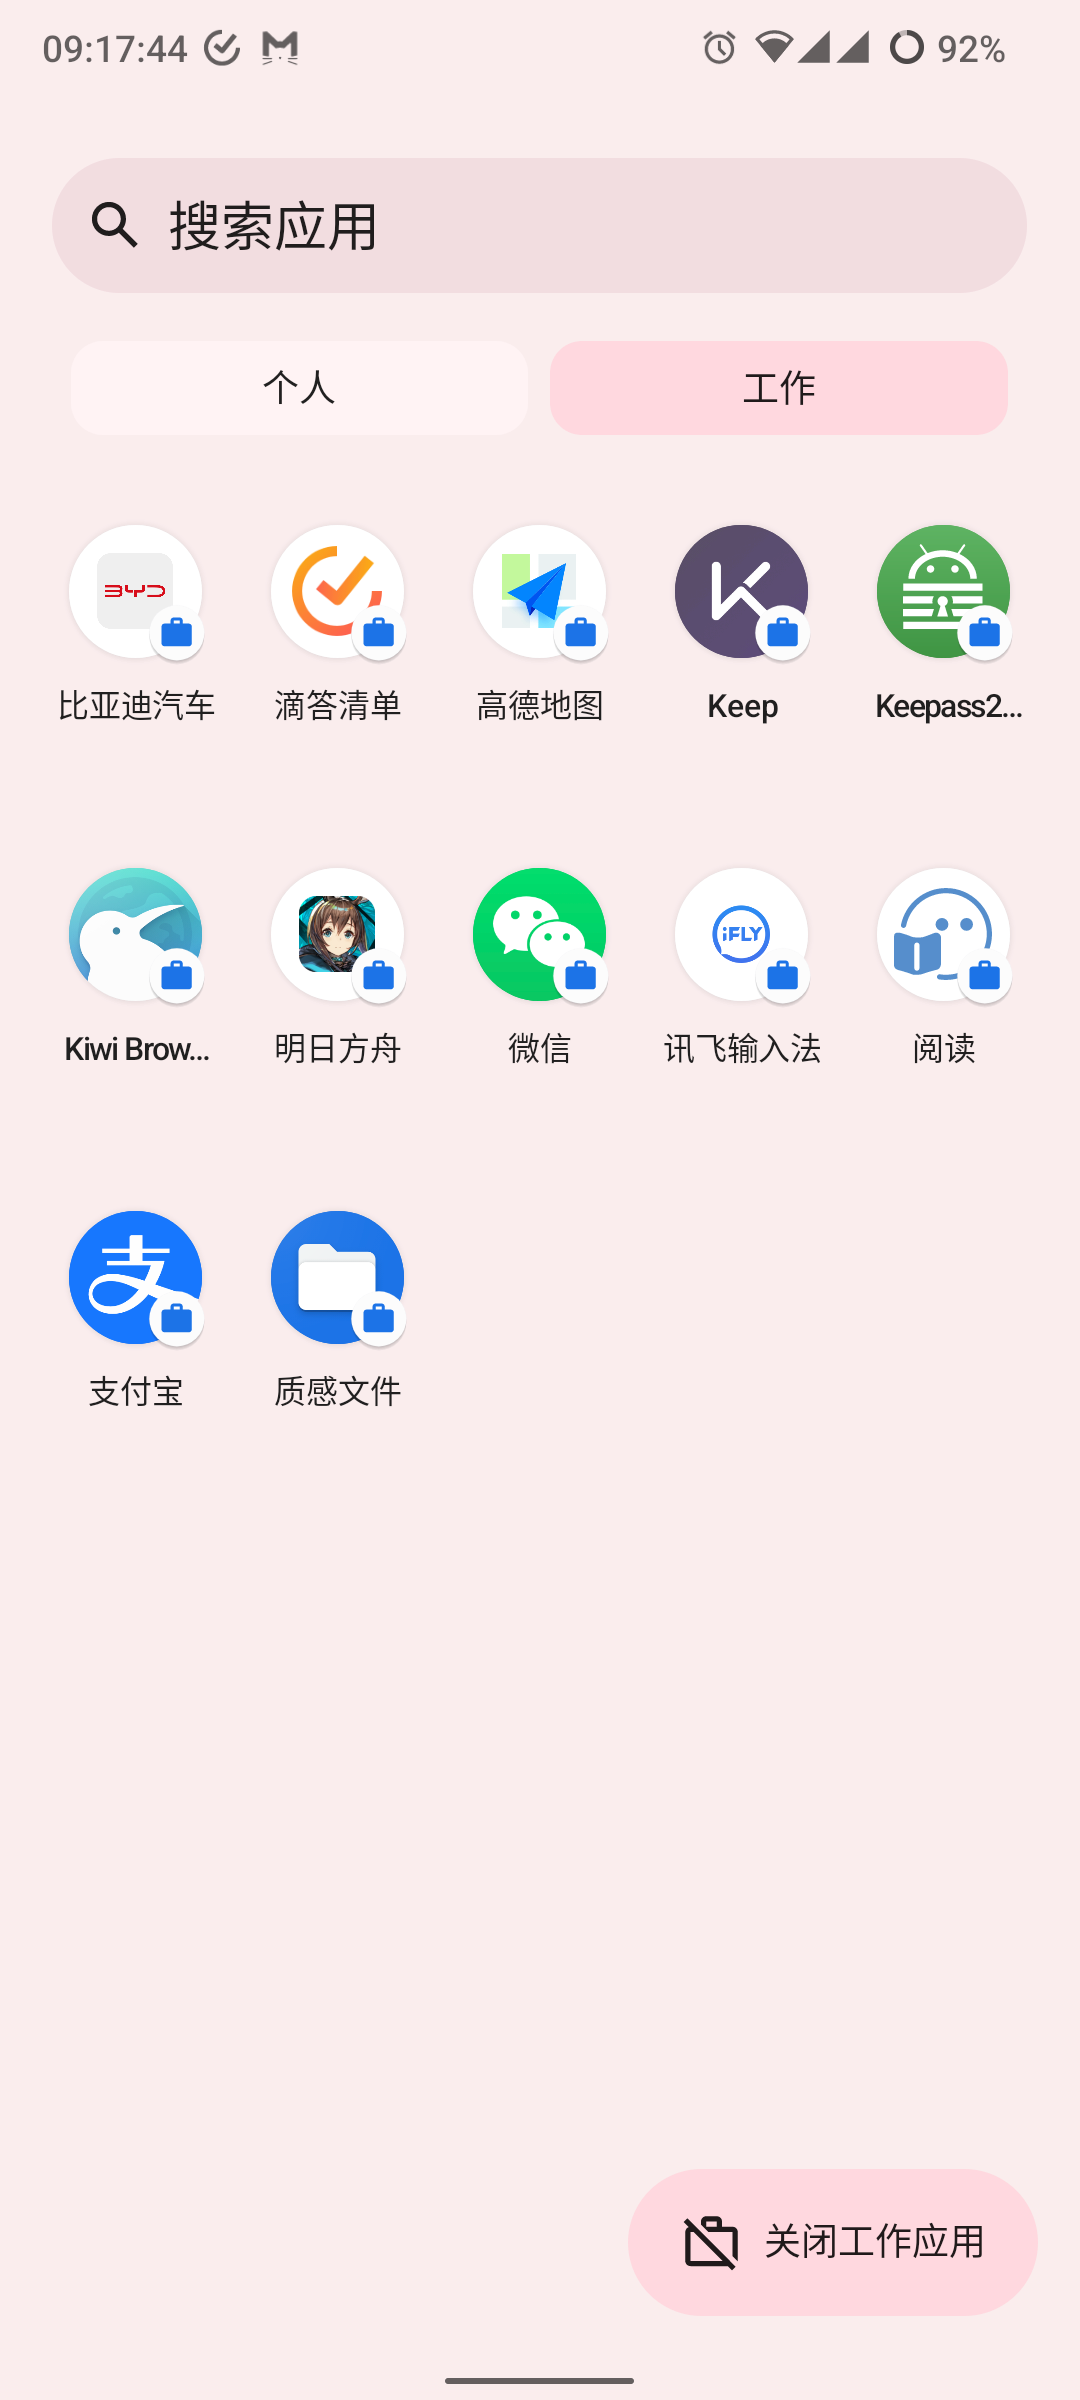 09:17:44 92%
搜索应用
个人 工作
BYD iFLY
比亚迪汽车 滴答清单 高德地图 Keep Keepass2...
Kiwi Brow... 明日方舟 微信 讯飞输入法 阅读
支
支付宝 质感文件
关闭工作应用